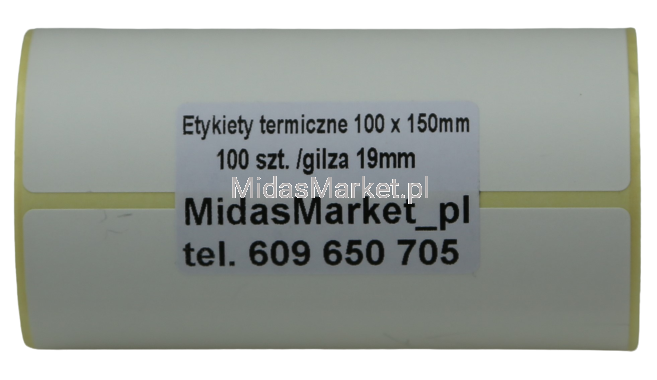 Etykiety termiczne 100 x 150mm
100 szt. /gilza 19mm
MidasMarket.pl
MidasMarket_pl
tel. 609 650 705